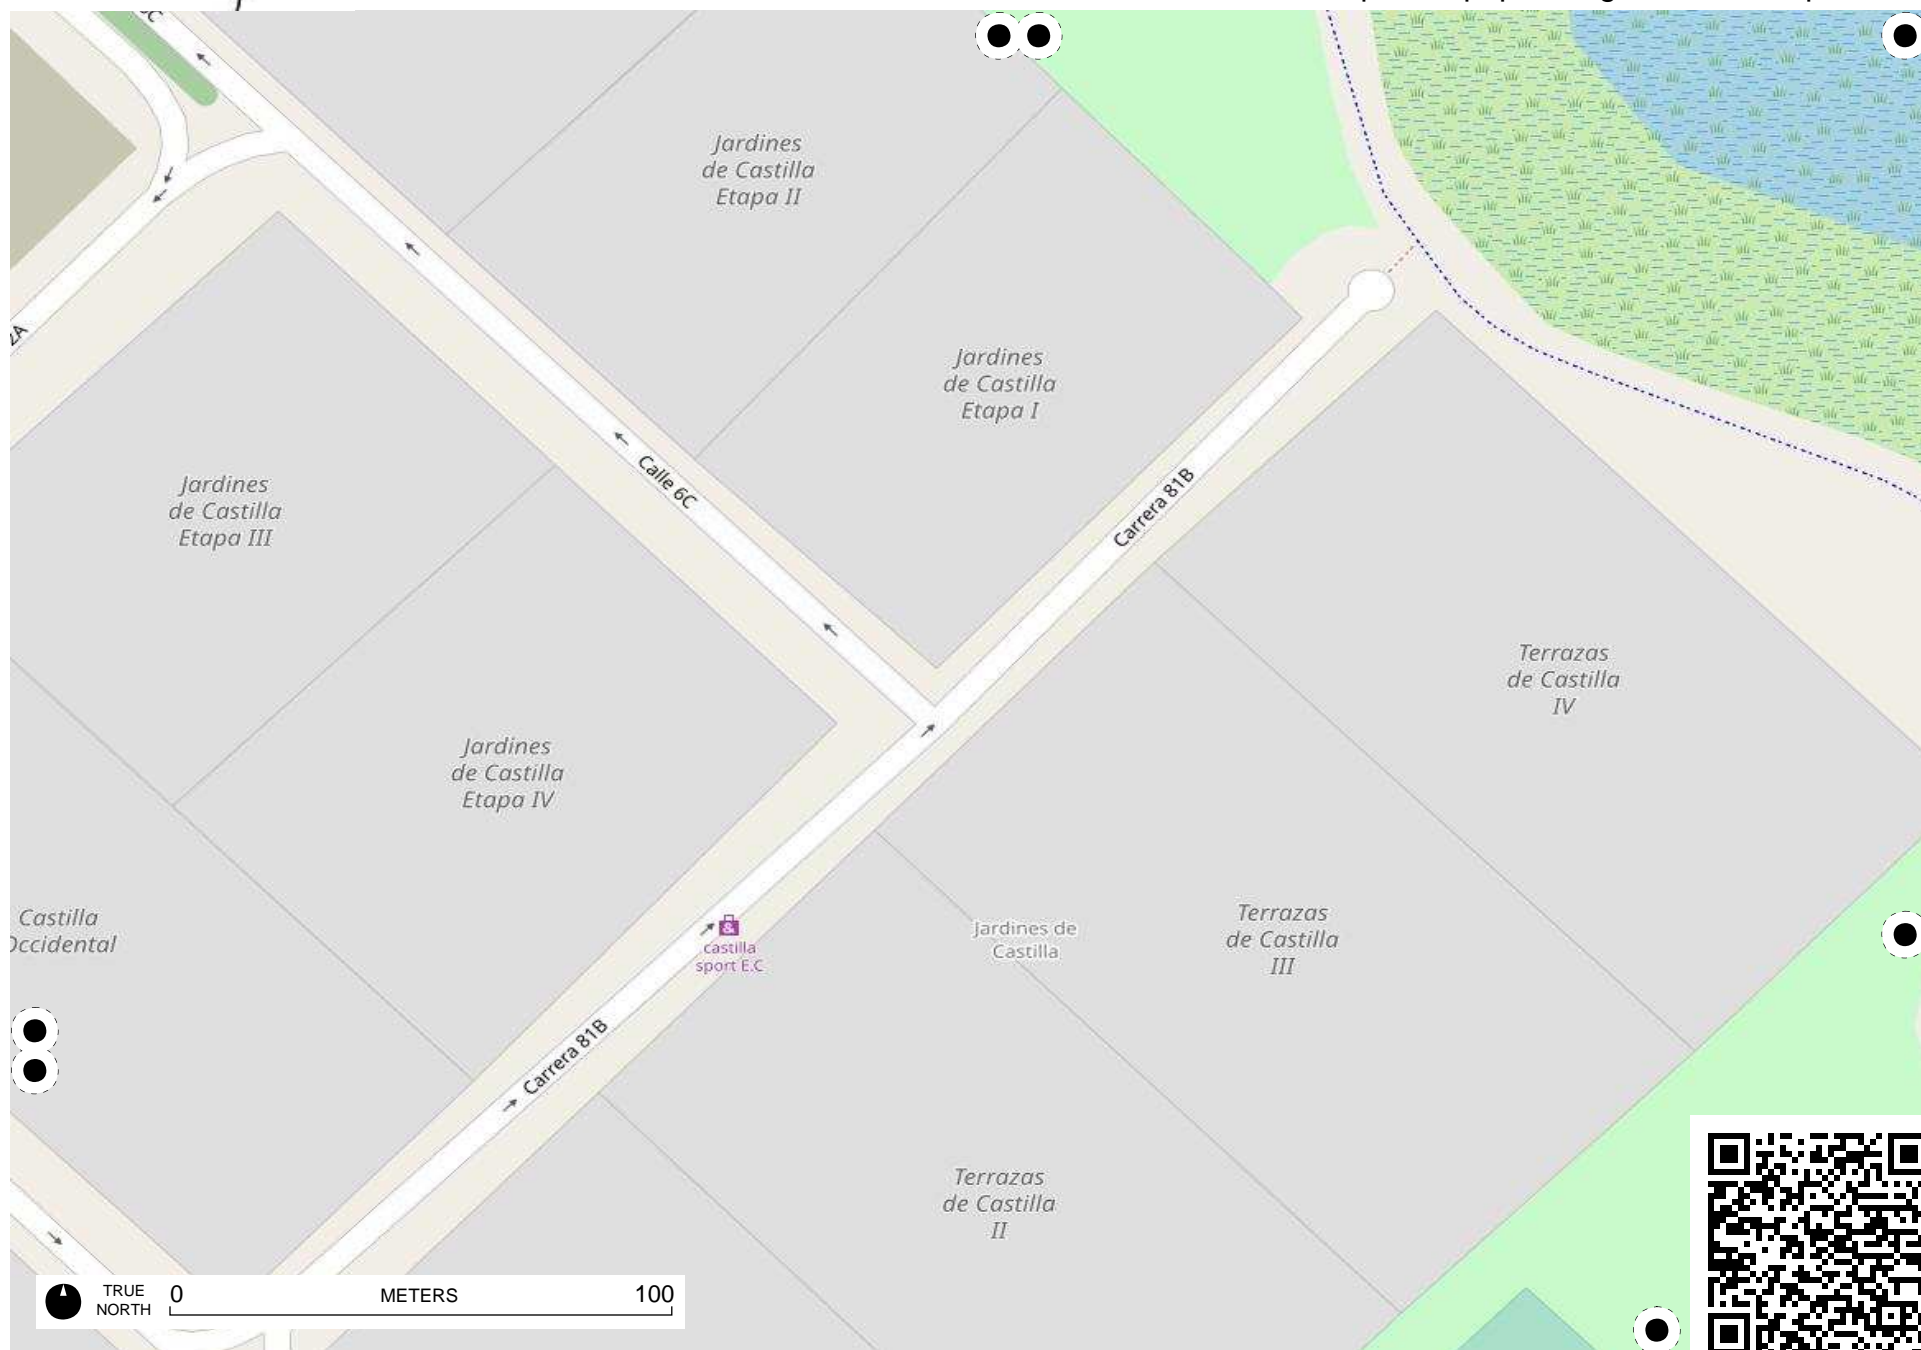 Jardines
de Castilla
Etapa II
Jardines
de Castilla
Etapa I
Calle 6C
Carrera 81B
Jardines
de Castilla
Etapa III
Terrazas
de Castilla
IV
Jardines
de Castilla
Etapa IV
Castilla
Occidental
castilla
sport E.C
Jardines de
Castilla
Terrazas
de Castilla
III
Carrera 81B
Terrazas
de Castilla
II
TRUE
NORTH
0
METERS
100